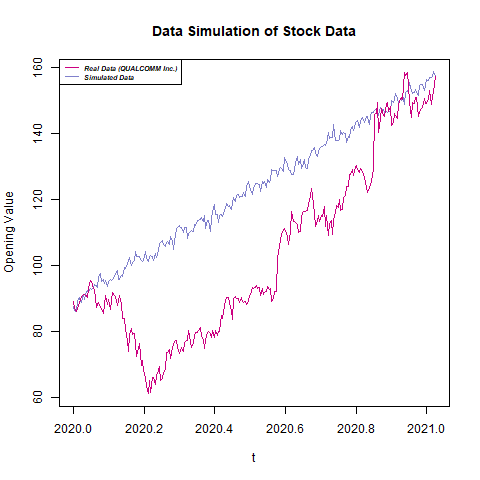 Data Simulation of Stock Data
Real Data (QUALCOMM Inc.)
Simulated Data
160
140
120
100
80
60
Opening Value
2020.0 2020.2 2020.4 2020.6 2020.8 2021.0
t